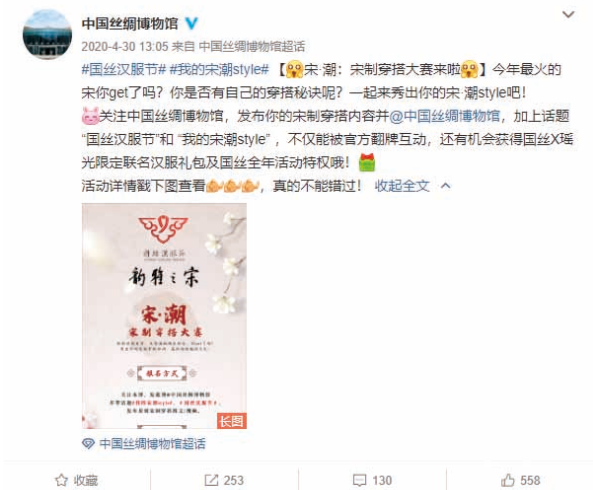 中国丝绸博物馆
2020-4-30 13:05 来自 中国丝绸博物馆超话
#国丝汉服节# #我的宋潮style# 【宋·潮：宋制穿搭大赛来啦】今年最火的
宋你get了吗？你是否有自己的穿搭秘诀呢？一起来秀出你的宋·潮style吧！
关注中国丝绸博物馆，发布你的宋制穿搭内容并@中国丝绸博物馆，加上话题
“国丝汉服节”和 “我的宋潮style” ，不仅能被官方翻牌互动，还有机会获得国丝X瑶
光限定联名汉服礼包及国丝全年活动特权哦！
活动详情戳下图查看，真的不能错过！ 收起全文
韵雅之宋
宋·潮
宋制穿搭大赛
报名方式
长图
中国丝绸博物馆超话
收藏 253 130 558